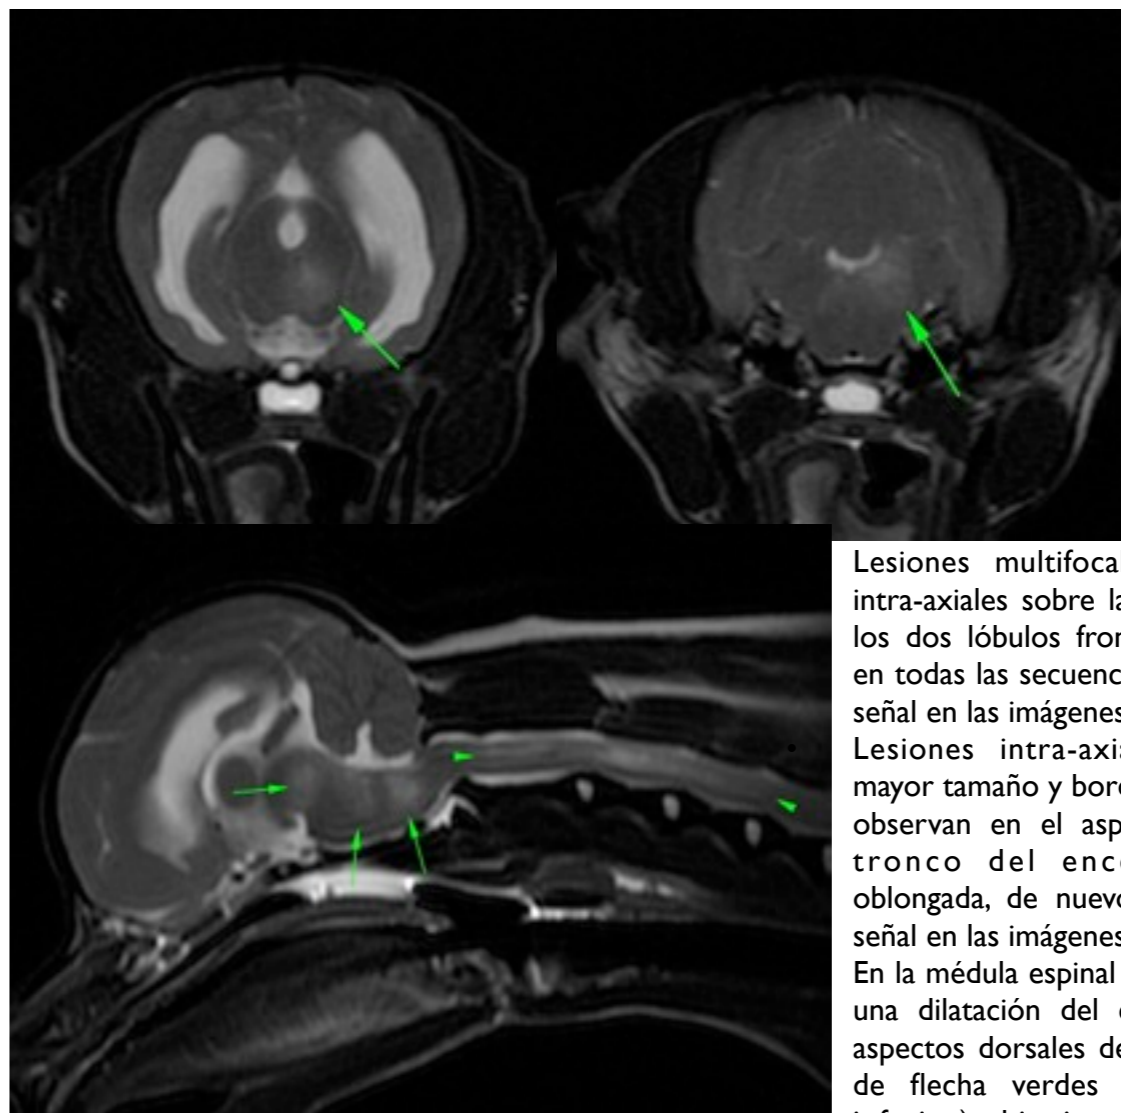 Lesiones multifocal
intra-axiales sobre la
los dos lóbulos fron
en todas las secuenc
señal en las imágenes
Lesiones intra-axia
mayor tamaño y bord
observan en el asp
tronco del ence
oblongada, de nuevo
señal en las imágenes
En la médula espinal
una dilatación del
aspectos dorsales de
de flecha verdes